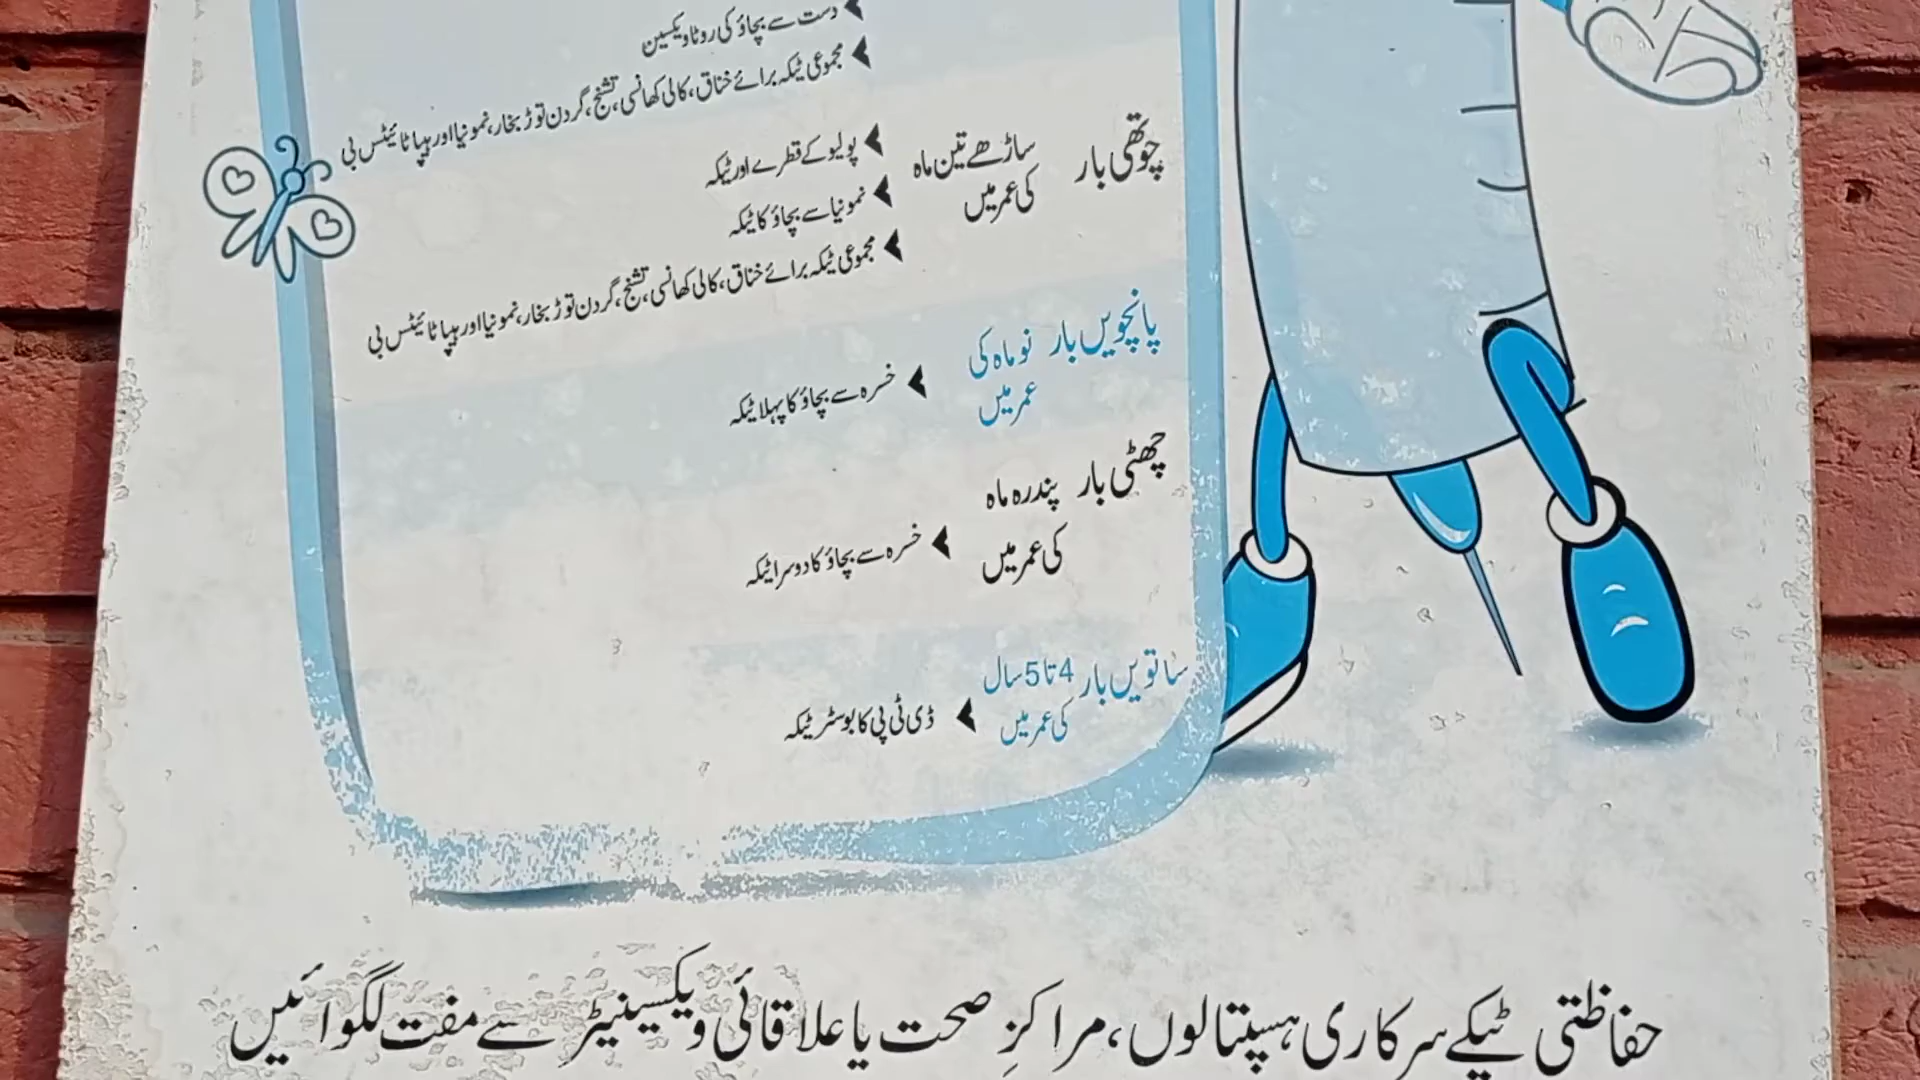 دست سے بچاؤ کی روٹا ویکسین
مجموعی ٹیکہ برائے خناق، کالی کھانسی، تشنج، گردن توڑ بخار، نمونیا اور ہیپاٹائیٹس بی
چوتھی بار ساڑھے تین ماہ کی عمر میں
پولیو کے قطرے اور ٹیکہ
نمونیا سے بچاؤ کا ٹیکہ
مجموعی ٹیکہ برائے خناق، کالی کھانسی، تشنج، گردن توڑ بخار، نمونیا اور ہیپاٹائیٹس بی
پانچویں بار نو ماہ کی
عمر میں
خسرہ سے بچاؤ کا پہلا ٹیکہ
چھٹی بار پندرہ ماہ
کی عمر میں
خسرہ سے بچاؤ کا دوسرا ٹیکہ
ساتویں بار 4 تا 5 سال
کی عمر میں
ڈی ٹی پی کا بوسٹر ٹیکہ
حفاظتی ٹیکے سرکاری ہسپتالوں، مراکزِ صحت یا علاقائی ویکسینیٹر سے مفت لگوائیں